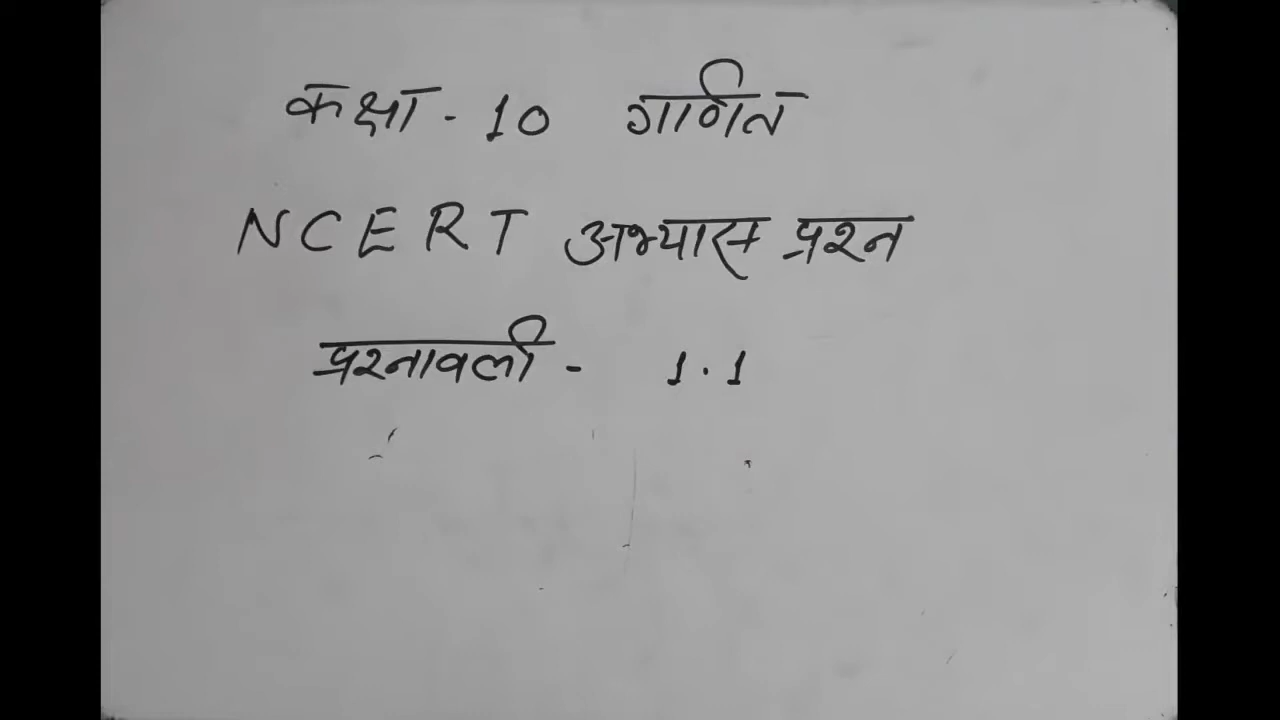 कक्षा - 10 गणित
NCERT अभ्यास प्रश्न
प्रश्नावली - 1.1